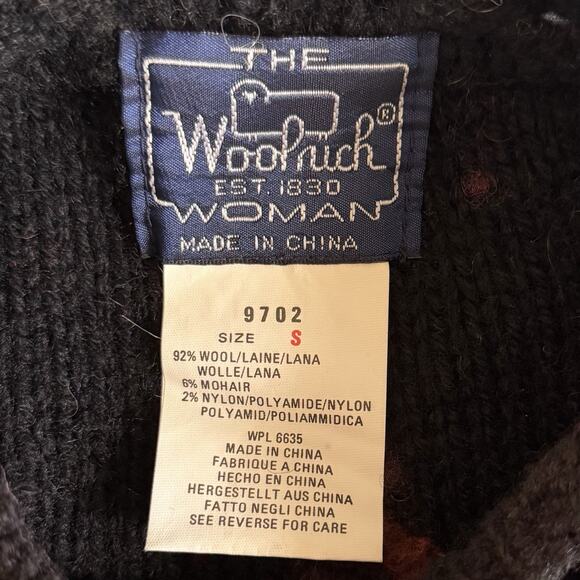 THE
Woolrich®
EST. 1830
WOMAN
MADE IN CHINA
9702
SIZE S
92% WOOL/LAINE/LANA
WOLLE/LANA
6% MOHAIR
2% NYLON/POLYAMIDE/NYLON
POLYAMID/POLIAMMIDICA
WPL 6635
MADE IN CHINA
FABRIQUE A CHINA
HECHO EN CHINA
HERGESTELLT AUS CHINA
FATTO NEGLI CHINA
SEE REVERSE FOR CARE